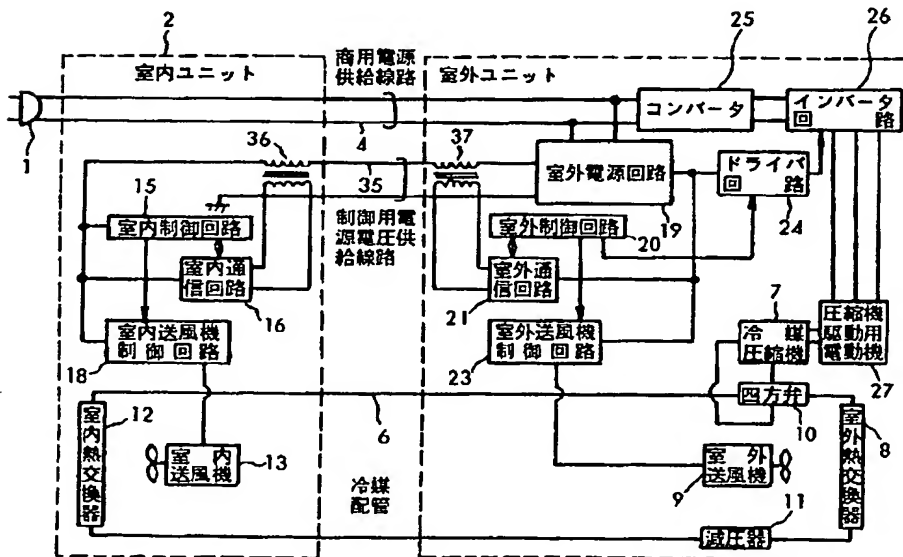 2
室内ユニット
商用電源
供給線路
室外ユニット
25
26
コンバータ
インバータ
回路
1
36
4
37
35
室外電源回路
19
ドライバ
回路
24
15
室内制御回路
制御用電
源電圧供
給線路
室外制御回路
20
室内通
信回路
16
室外通
信回路
21
7
冷媒
圧縮機
圧縮機
駆動用
電動機
27
室内送風機
制御回路
18
室外送風機
制御回路
23
四方弁
10
12
室内熱交換器
6
室内
送風機
13
冷媒
配管
室外
送風機
9
室外熱交換器
8
11
減圧器